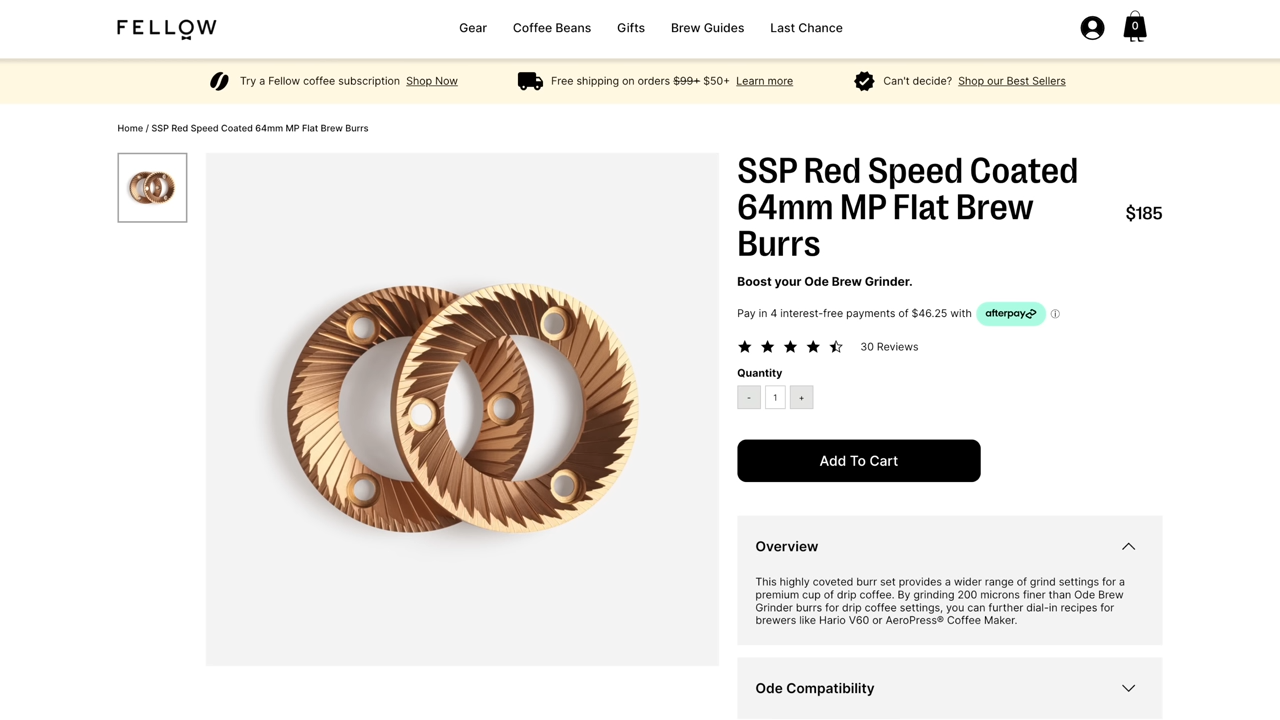 FELLOW
Gear Coffee Beans Gifts Brew Guides Last Chance
0
Try a Fellow coffee subscription Shop Now
Free shipping on orders $99+ $50+ Learn more
Can't decide? Shop our Best Sellers
Home / SSP Red Speed Coated 64mm MP Flat Brew Burrs
SSP Red Speed Coated
64mm MP Flat Brew
Burrs
$185
Boost your Ode Brew Grinder.
Pay in 4 interest-free payments of $46.25 with afterpay ⓘ
30 Reviews
Quantity
- 1 +
Add To Cart
Overview
This highly coveted burr set provides a wider range of grind settings for a
premium cup of drip coffee. By grinding 200 microns finer than Ode Brew
Grinder burrs for drip coffee settings, you can further dial-in recipes for
brewers like Hario V60 or AeroPress® Coffee Maker.
Ode Compatibility